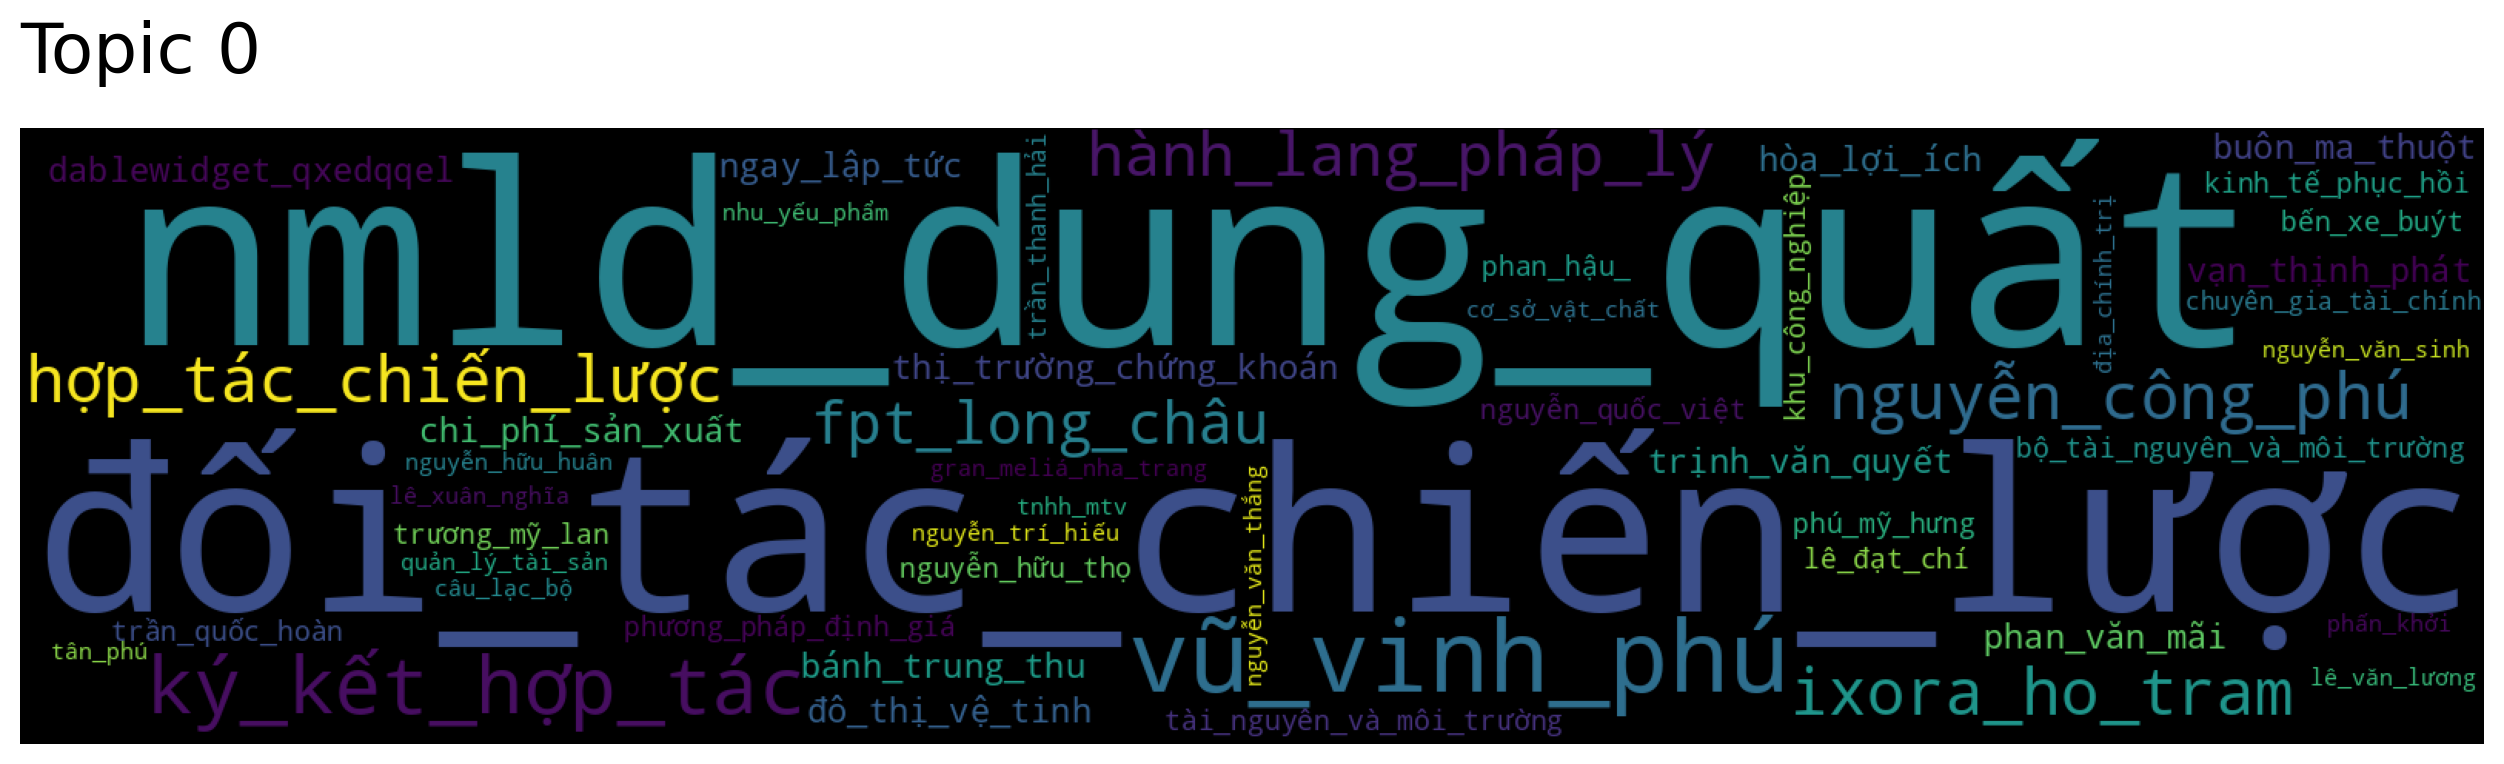 Topic 0
dablewidget_qxedqqel
ngay_lập_tức
nhu_yếu_phẩm
trần_thanh_hải
hành_lang_pháp_lý
hòa_lợi_ích
buôn_ma_thuột
kinh_tế_phục_hồi
bến_xe_buýt
nmld_dung_quất
phan_hậu_
cơ_sở_vật_chất
khu_công_nghiệp
địa_chính_trị
vạn_thịnh_phát
chuyên_gia_tài_chính
nguyễn_văn_sinh
hợp_tác_chiến_lược
thị_trường_chứng_khoán
nguyễn_quốc_việt
nguyễn_công_phú
chi_phí_sản_xuất
fpt_long_châu
nguyễn_hữu_huân
gran_meliá_nha_trang
trịnh_văn_quyết
bộ_tài_nguyên_và_môi_trường
lê_xuân_nghĩa
tnhh_mtv
trương_mỹ_lan
nguyễn_trí_hiếu
nguyễn_văn_thắng
phú_mỹ_hưng
quản_lý_tài_sản
nguyễn_hữu_thọ
lê_đạt_chí
câu_lạc_bộ
đối_tác_chiến_lược
trần_quốc_hoàn
phương_pháp_định_giá
phan_văn_mãi
phấn_khởi
tân_phú
ký_kết_hợp_tác
bánh_trung_thu
vũ_vinh_phú
ixora_ho_tram
lê_văn_lương
đô_thị_vệ_tinh
tài_nguyên_và_môi_trường